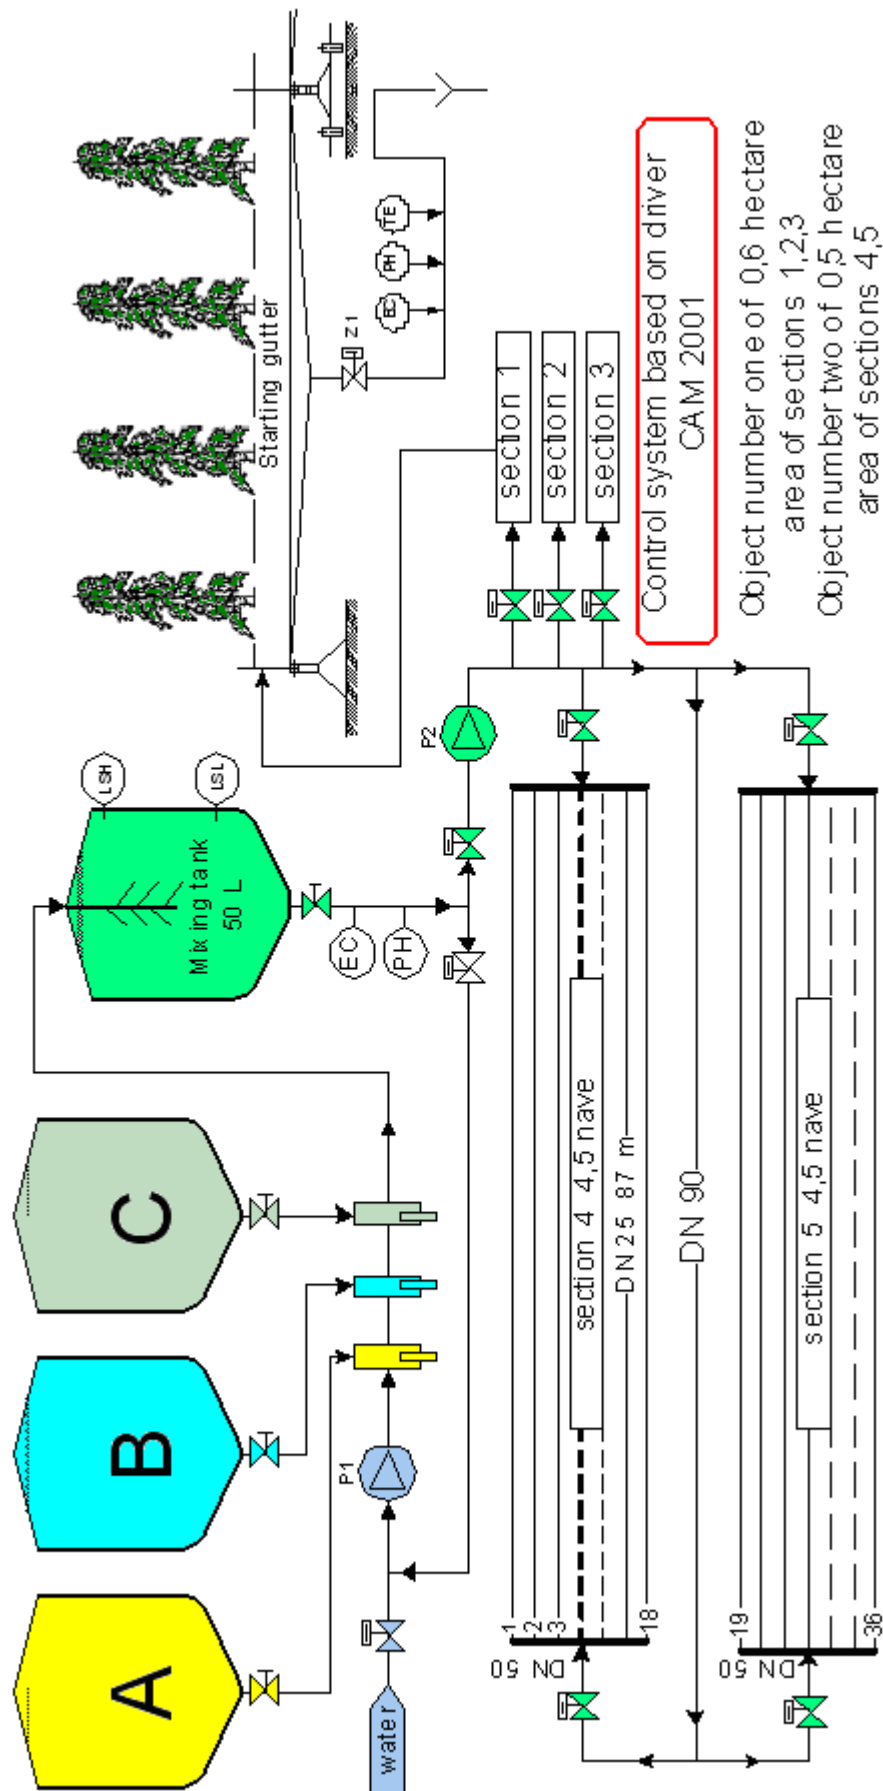 A
B
C
Mixing tank
50 L
LSH
LSL
Starting gutter
Z1
EC
PH
TE
EC
PH
P1
P2
water
section 1
section 2
section 3
Control system based on driver
CAM 2001
Object number one of 0,6 hectare
area of sections 1,2,3
Object number two of 0,5 hectare
area of sections 4,5
1
2
3
18
DN 50
section 4 4,5 nave
DN25 87 m
DN 90
19
36
DN 50
section 5 4,5 nave